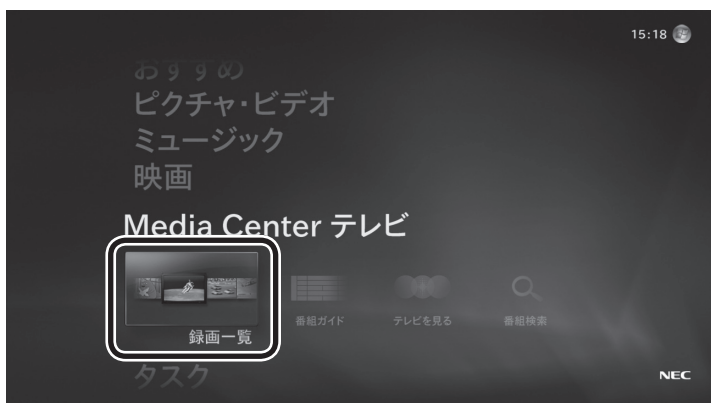 15:18
おすすめ
ピクチャ・ビデオ
ミュージック
映画
Media Center テレビ
番組ガイド
テレビを見る
番組検索
録画一覧
タスク
NEC